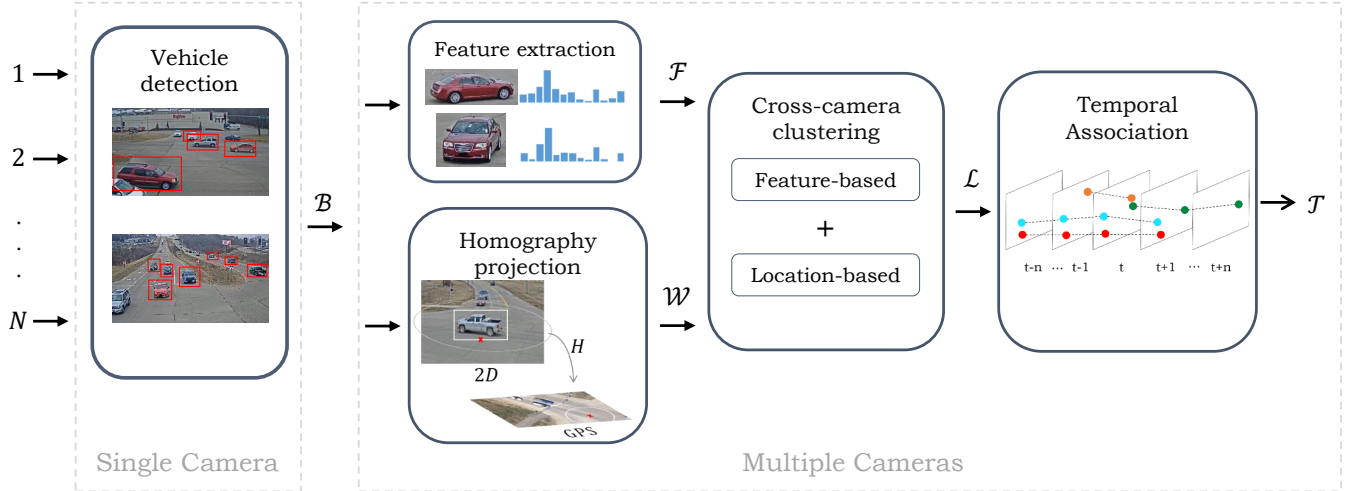 1
2
.
.
.
N
Vehicle
detection
Single Camera
ℬ
Feature extraction
Homography
projection
2D
H
GPS
ℱ
𝒲
Cross-camera
clustering
Feature-based
+
Location-based
ℒ
Temporal
Association
t-n ... t-1 t t+1 ... t+n
𝒯
Multiple Cameras